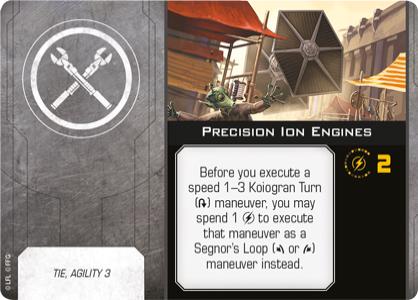 PRECISION ION ENGINES
2
Before you execute a
speed 1–3 Koiogran Turn
() maneuver, you may
spend 1 to execute
that maneuver as a
Segnor's Loop ( or )
maneuver instead.
TIE, AGILITY 3
© LFL © FFG